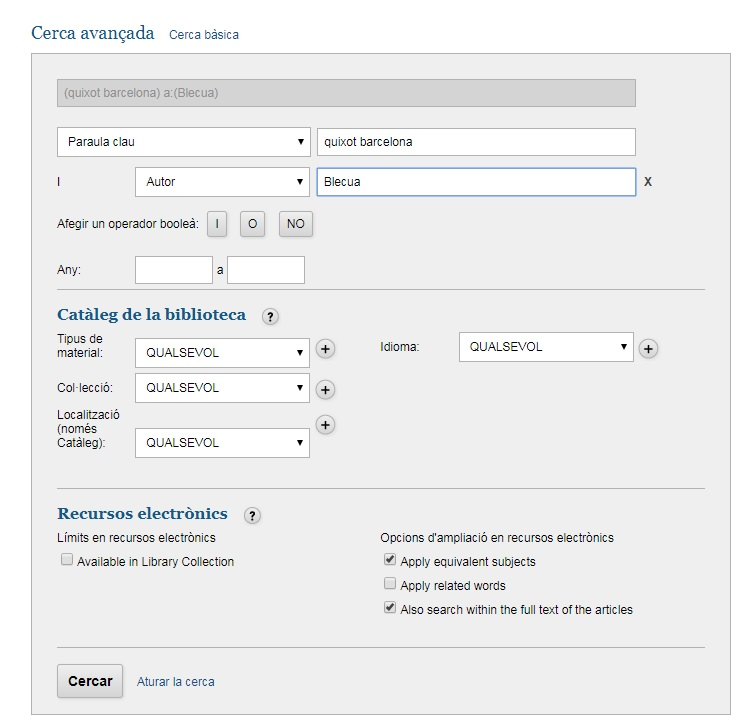 Cerca avançada Cerca bàsica
(quixot barcelona) a:(Blecua)
Paraula clau quixot barcelona
I Autor Blecua X
Afegir un operador booleà: I O NO
Any: a
Catàleg de la biblioteca ?
Tipus de
material: QUALSEVOL + Idioma: QUALSEVOL +
Col·lecció: QUALSEVOL +
Localització
(només
Catàleg): QUALSEVOL +
Recursos electrònics ?
Límits en recursos electrònics Opcions d'ampliació en recursos electrònics
Available in Library Collection Apply equivalent subjects
Apply related words
Also search within the full text of the articles
Cercar Aturar la cerca